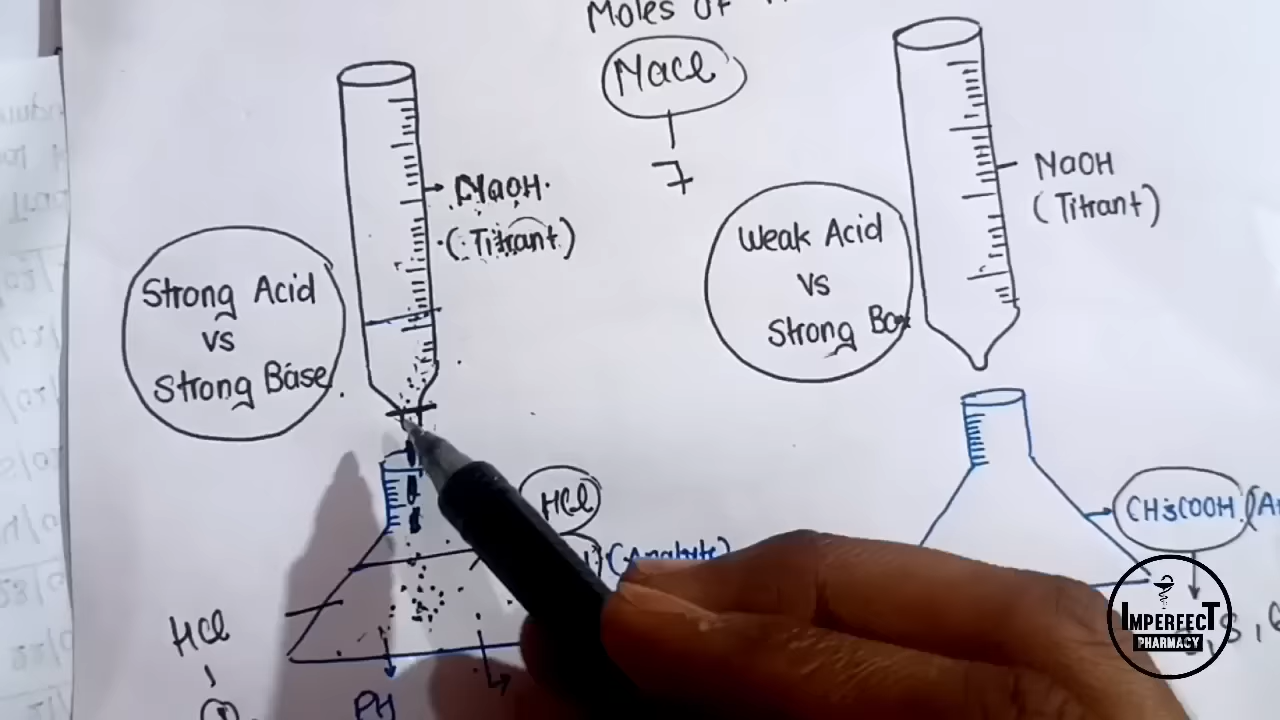 Moles of
NaCl
7
NaOH.
(Titrant)
Strong Acid
vs
Strong Base.
HCl
(Analyte)
HCl
PH
NaOH
(Titrant)
Weak Acid
vs
Strong
CH3COOH
IMPERFECT
PHARMACY